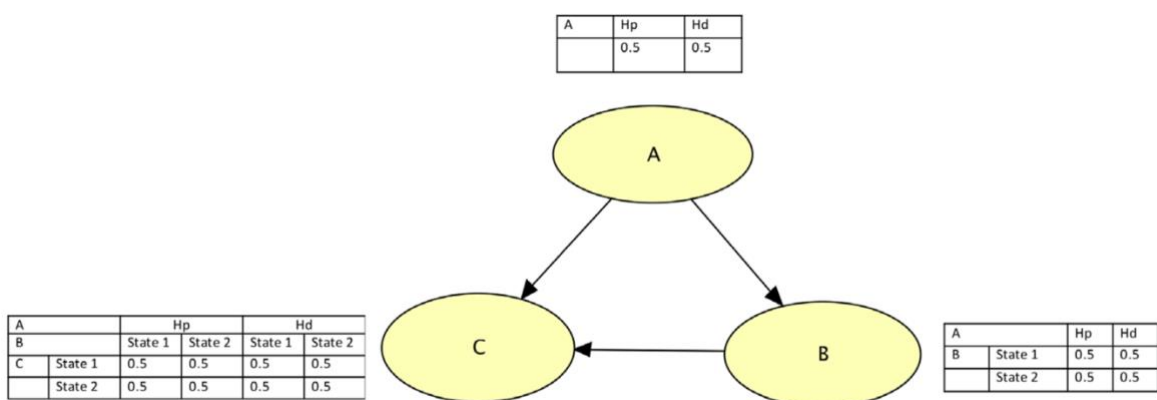 A Hp Hd
0.5 0.5
A
C
B
A Hp Hd
B State 1 State 2 State 1 State 2
C State 1 0.5 0.5 0.5 0.5
State 2 0.5 0.5 0.5 0.5
A Hp Hd
B State 1 0.5 0.5
State 2 0.5 0.5